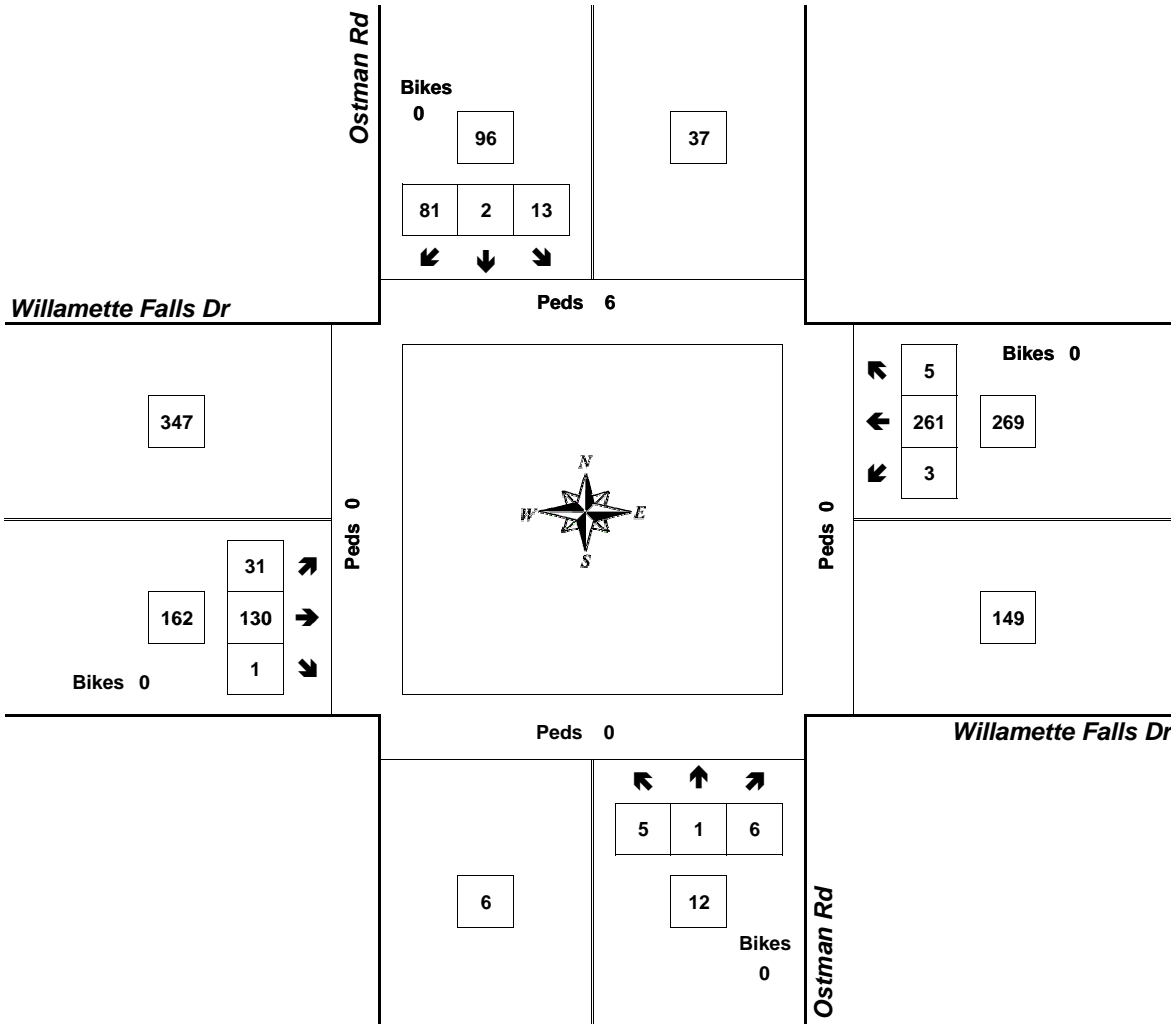 Ostman Rd
Bikes
0
96
37
81 2 13
Willamette Falls Dr
Peds 6
Bikes 0
5
347
261 269
3
N
W E
S
Peds 0
Peds 0
31
162 130
149
1
Bikes 0
Peds 0
Willamette Falls Dr
5 1 6
6
12
Bikes
0
Ostman Rd